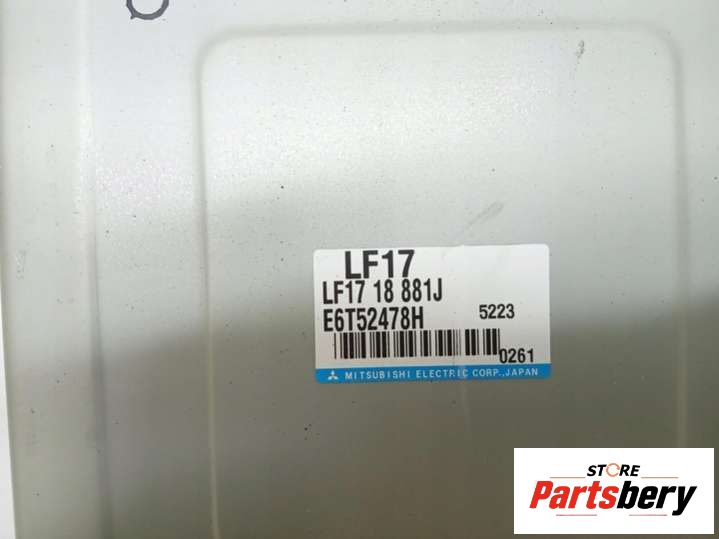 LF17
LF17 18 881J
E6T52478H 5223
0261
MITSUBISHI ELECTRIC CORP., JAPAN
STORE
Partsbery